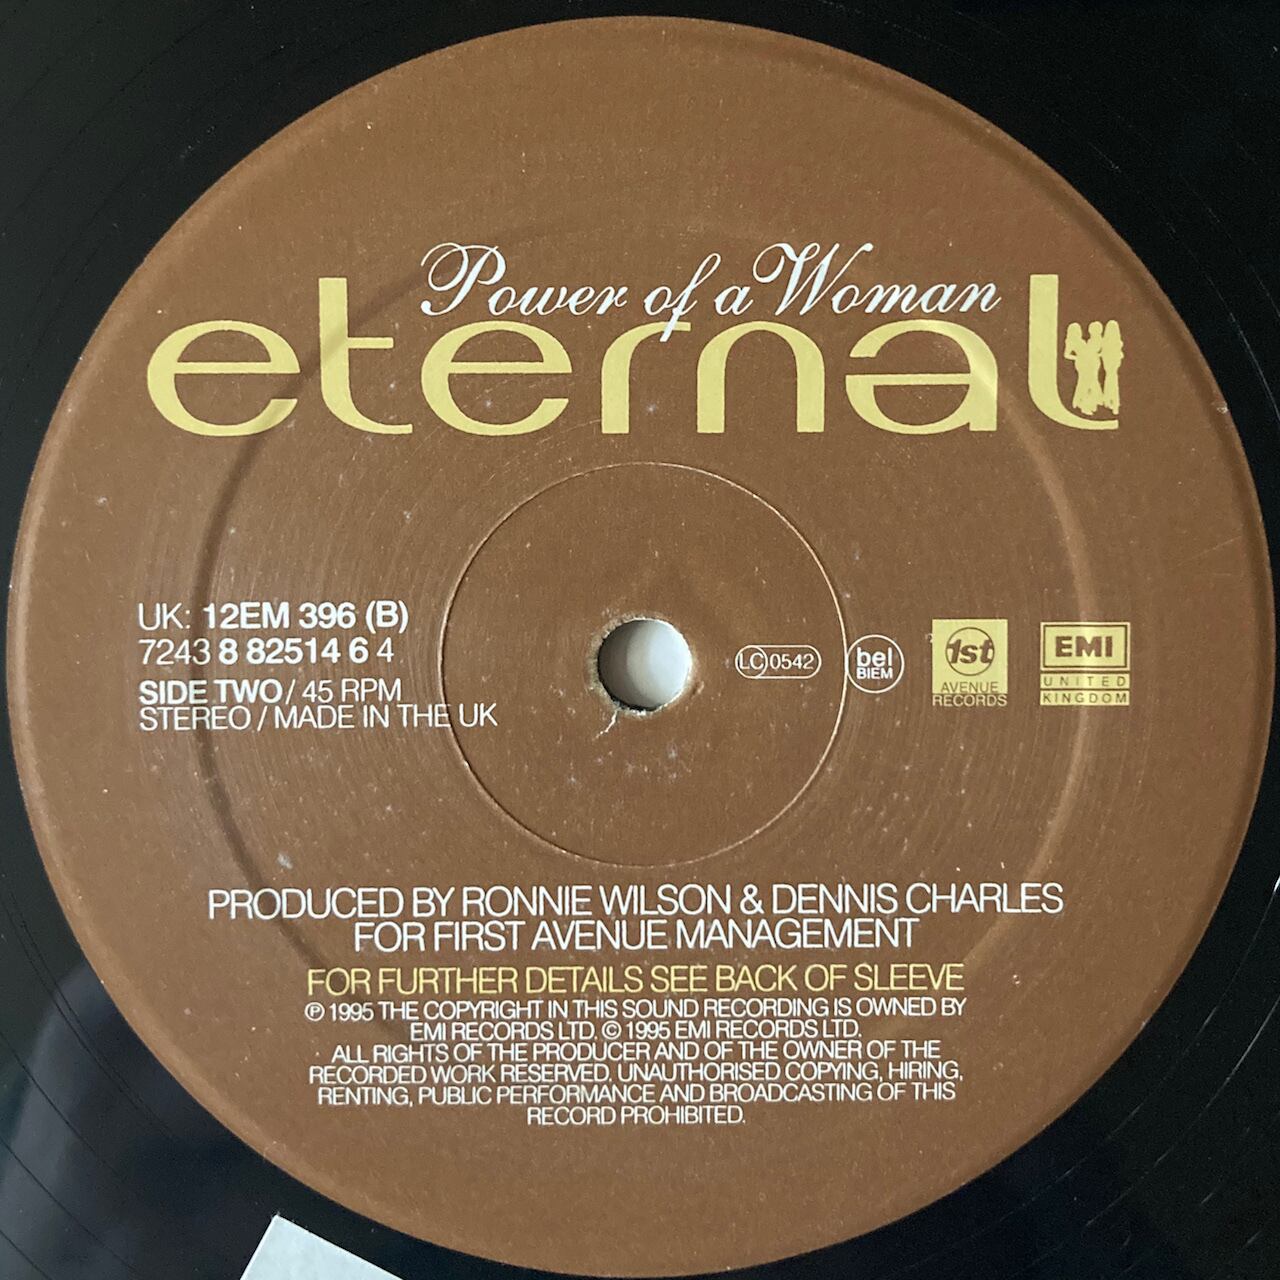 Power of a Woman
eternal
UK: 12EM 396 (B)
7243 8 82514 6 4
SIDE TWO / 45 RPM
STEREO / MADE IN THE UK
LC 0542
bel
BIEM
1st
AVENUE
RECORDS
EMI
UNITED
KINGDOM
PRODUCED BY RONNIE WILSON & DENNIS CHARLES
FOR FIRST AVENUE MANAGEMENT
FOR FURTHER DETAILS SEE BACK OF SLEEVE
℗ 1995 THE COPYRIGHT IN THIS SOUND RECORDING IS OWNED BY
EMI RECORDS LTD. © 1995 EMI RECORDS LTD.
ALL RIGHTS OF THE PRODUCER AND OF THE OWNER OF THE
RECORDED WORK RESERVED. UNAUTHORISED COPYING, HIRING,
RENTING, PUBLIC PERFORMANCE AND BROADCASTING OF THIS
RECORD PROHIBITED.